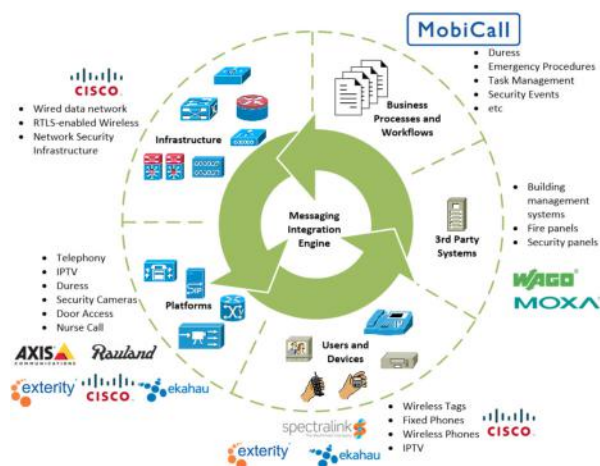 MobiCall
Duress
Emergency Procedures
Task Management
Security Events
etc
Business
Processes and
Workflows
CISCO
Wired data network
RTLS-enabled Wireless
Network Security
Infrastructure
Infrastructure
Messaging
Integration
Engine
3rd Party
Systems
Building
management
systems
Fire panels
Security panels
WAGO
MOXA
Telephony
IPTV
Duress
Security Cameras
Door Access
Nurse Call
Platforms
AXIS
COMMUNICATIONS
Rauland
exterity
CISCO
ekahau
Users and
Devices
Wireless Tags
Fixed Phones
Wireless Phones
IPTV
spectralink
CISCO
exterity
ekahau